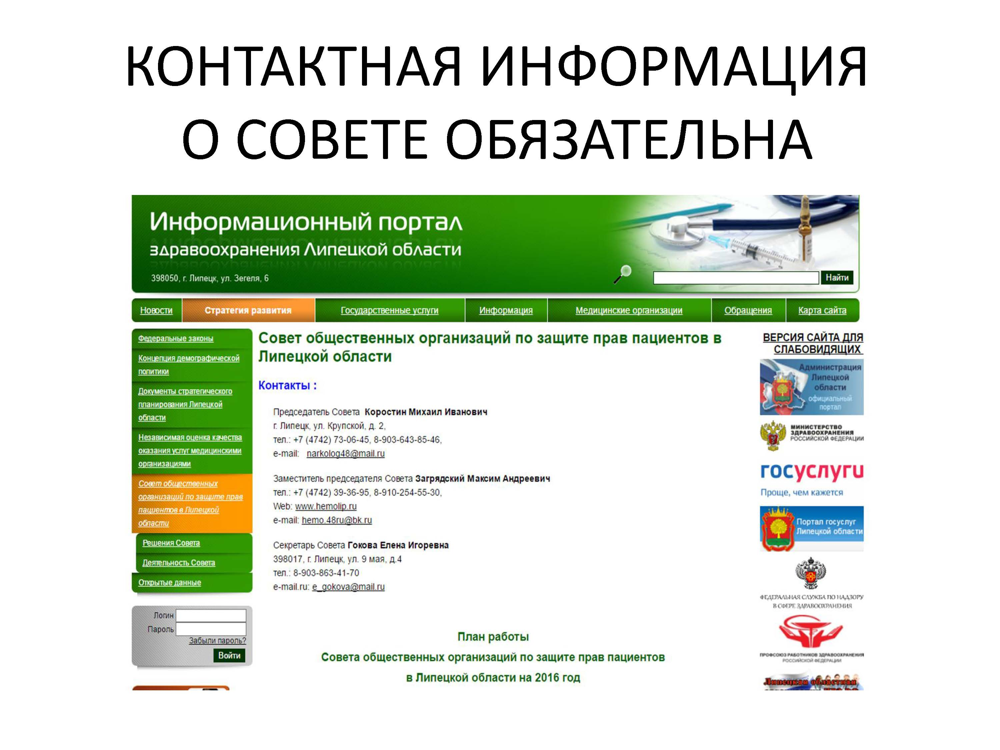 КОНТАКТНАЯ ИНФОРМАЦИЯ
О СОВЕТЕ ОБЯЗАТЕЛЬНА
Информационный портал
здравоохранения Липецкой области
398050, г. Липецк, ул. Зегеля, 6
Найти
Новости
Стратегия развития
Государственные услуги
Информация
Медицинские организации
Обращения
Карта сайта
Федеральные законы
Концепция демографической
политики
Документы стратегического
планирования Липецкой
области
Независимая оценка качества
оказания услуг медицинскими
организациями
Совет общественных
организаций по защите прав
пациентов в Липецкой
области
Решения Совета
Деятельность Совета
Открытые данные
Логин
Пароль
Забыли пароль?
Войти
Совет общественных организаций по защите прав пациентов в
Липецкой области
Контакты :
Председатель Совета Коростин Михаил Иванович
г. Липецк, ул. Крупской, д. 2,
тел.: +7 (4742) 73-06-45, 8-903-643-85-46,
e-mail: narkolog48@mail.ru
Заместитель председателя Совета Загрядский Максим Андреевич
тел.: +7 (4742) 39-36-95, 8-910-254-55-30,
Web: www.hemolip.ru
e-mail: hemo.48ru@bk.ru
Секретарь Совета Гокова Елена Игоревна
398017, г. Липецк, ул. 9 мая, д.4
тел.: 8-903-863-41-70
e-mail.ru: e_gokova@mail.ru
План работы
Совета общественных организаций по защите прав пациентов
в Липецкой области на 2016 год
ВЕРСИЯ САЙТА ДЛЯ
СЛАБОВИДЯЩИХ
Администрация
Липецкой
области
официальный
портал
МИНИСТЕРСТВО
ЗДРАВООХРАНЕНИЯ
РОССИЙСКОЙ ФЕДЕРАЦИИ
госуслуги
Проще, чем кажется
Портал госуслуг
Липецкой области
ФЕДЕРАЛЬНАЯ СЛУЖБА ПО НАДЗОРУ
В СФЕРЕ ЗДРАВООХРАНЕНИЯ
ПРОФСОЮЗ РАБОТНИКОВ ЗДРАВООХРАНЕНИЯ
РОССИЙСКОЙ ФЕДЕРАЦИИ
Липецкая областная